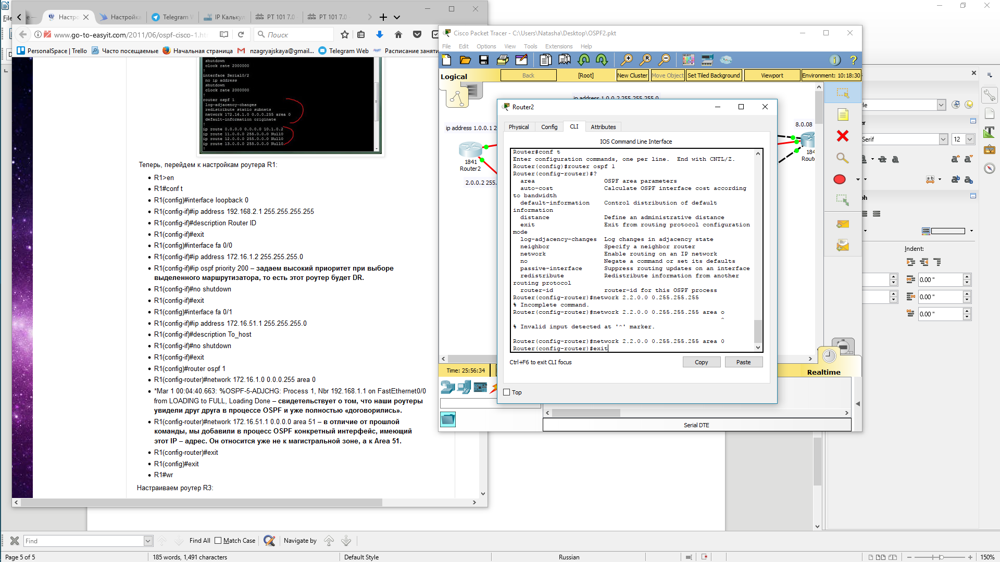 File
Настро
Настройка
Telegram W
IP Кальку
PT 101 7.0
PT 101 7.0
www.go-to-easyit.com/2011/06/ospf-cisco-1.ht
Поиск
PersonalSpace | Trello
Часто посещаемые
Начальная страница
nzagryajskaya@gmail...
Telegram Web
Расписание заняти
shutdown
clock rate 2000000
!
interface Serial0/2
no ip address
shutdown
clock rate 2000000
!
router ospf 1
log-adjacency-changes
redistribute static subnets
network 172.16.1.0 0.0.0.255 area 0
default-information originate
!
ip route 0.0.0.0 0.0.0.0 10.1.0.2
ip route 11.0.0.0 255.0.0.0 Null0
ip route 12.0.0.0 255.0.0.0 Null0
ip route 13.0.0.0 255.0.0.0 Null0
!
Теперь, перейдем к настройкам роутера R1:
R1>en
R1#conf t
R1(config)#interface loopback 0
R1(config-if)#ip address 192.168.2.1 255.255.255.255
R1(config-if)#description Router ID
R1(config-if)#exit
R1(config)#interface fa 0/0
R1(config-if)#ip address 172.16.1.2 255.255.255.0
R1(config-if)#ip ospf priority 200 – задаем высокий приоритет при выборе
выделенного маршрутизатора, то есть этот роутер будет DR.
R1(config-if)#no shutdown
R1(config-if)#exit
R1(config)#interface fa 0/1
R1(config-if)#ip address 172.16.51.1 255.255.255.0
R1(config-if)#description To_host
R1(config-if)#no shutdown
R1(config-if)#exit
R1(config)#router ospf 1
R1(config-router)#network 172.16.1.0 0.0.0.255 area 0
*Mar 1 00:04:40.663: %OSPF-5-ADJCHG: Process 1, Nbr 192.168.1.1 on FastEthernet0/0
from LOADING to FULL, Loading Done – свидетельствует о том, что наши роутеры
увидели друг друга в процессе OSPF и уже полностью «договорились».
R1(config-router)#network 172.16.51.1 0.0.0.0 area 51 – в отличие от прошлой
команды, мы добавили в процесс OSPF конкретный интерфейс, имеющий
этот IP – адрес. Он относится уже не к магистральной зоне, а к Area 51.
R1(config-router)#exit
R1(config)#exit
R1#wr
Настраиваем роутер R3:
Cisco Packet Tracer - C:\Users\Natasha\Desktop\OSPF2.pkt
File Edit Options View Tools Extensions Help
Logical
Back
[Root]
New Cluster
Move Object
Set Tiled Background
Viewport
Environment: 10:18:30
ip address 1.0.0.2 255.255.255.0
ip address 1.0.0.1 2
1841
Router2
2.0.0.2 255.
8.0.08
184
Route
Router2
Physical Config CLI Attributes
IOS Command Line Interface
Router#conf t
Enter configuration commands, one per line. End with CNTL/Z.
Router(config)#router ospf 1
Router(config-router)#?
area OSPF area parameters
auto-cost Calculate OSPF interface cost according
to bandwidth
default-information Control distribution of default
information
distance Define an administrative distance
exit Exit from routing protocol configuration
mode
log-adjacency-changes Log changes in adjacency state
neighbor Specify a neighbor router
network Enable routing on an IP network
no Negate a command or set its defaults
passive-interface Suppress routing updates on an interface
redistribute Redistribute information from another
routing protocol
router-id router-id for this OSPF process
Router(config-router)#network 2.2.0.0 0.255.255.255
% Incomplete command.
Router(config-router)#network 2.2.0.0 0.255.255.255 area o
^
% Invalid input detected at '^' marker.
Router(config-router)#network 2.2.0.0 0.255.255.255 area 0
Router(config-router)#exit
Ctrl+F6 to exit CLI focus
Copy
Paste
Top
Time: 25:56:34
Realtime
Serial DTE
yle
er
Serif
12
ph
Indent:
0.00 "
0.00 "
0.00 "
Find
Find All
Match Case
Navigate by
Page 5 of 5
185 words, 1,491 characters
Default Style
Russian
150%